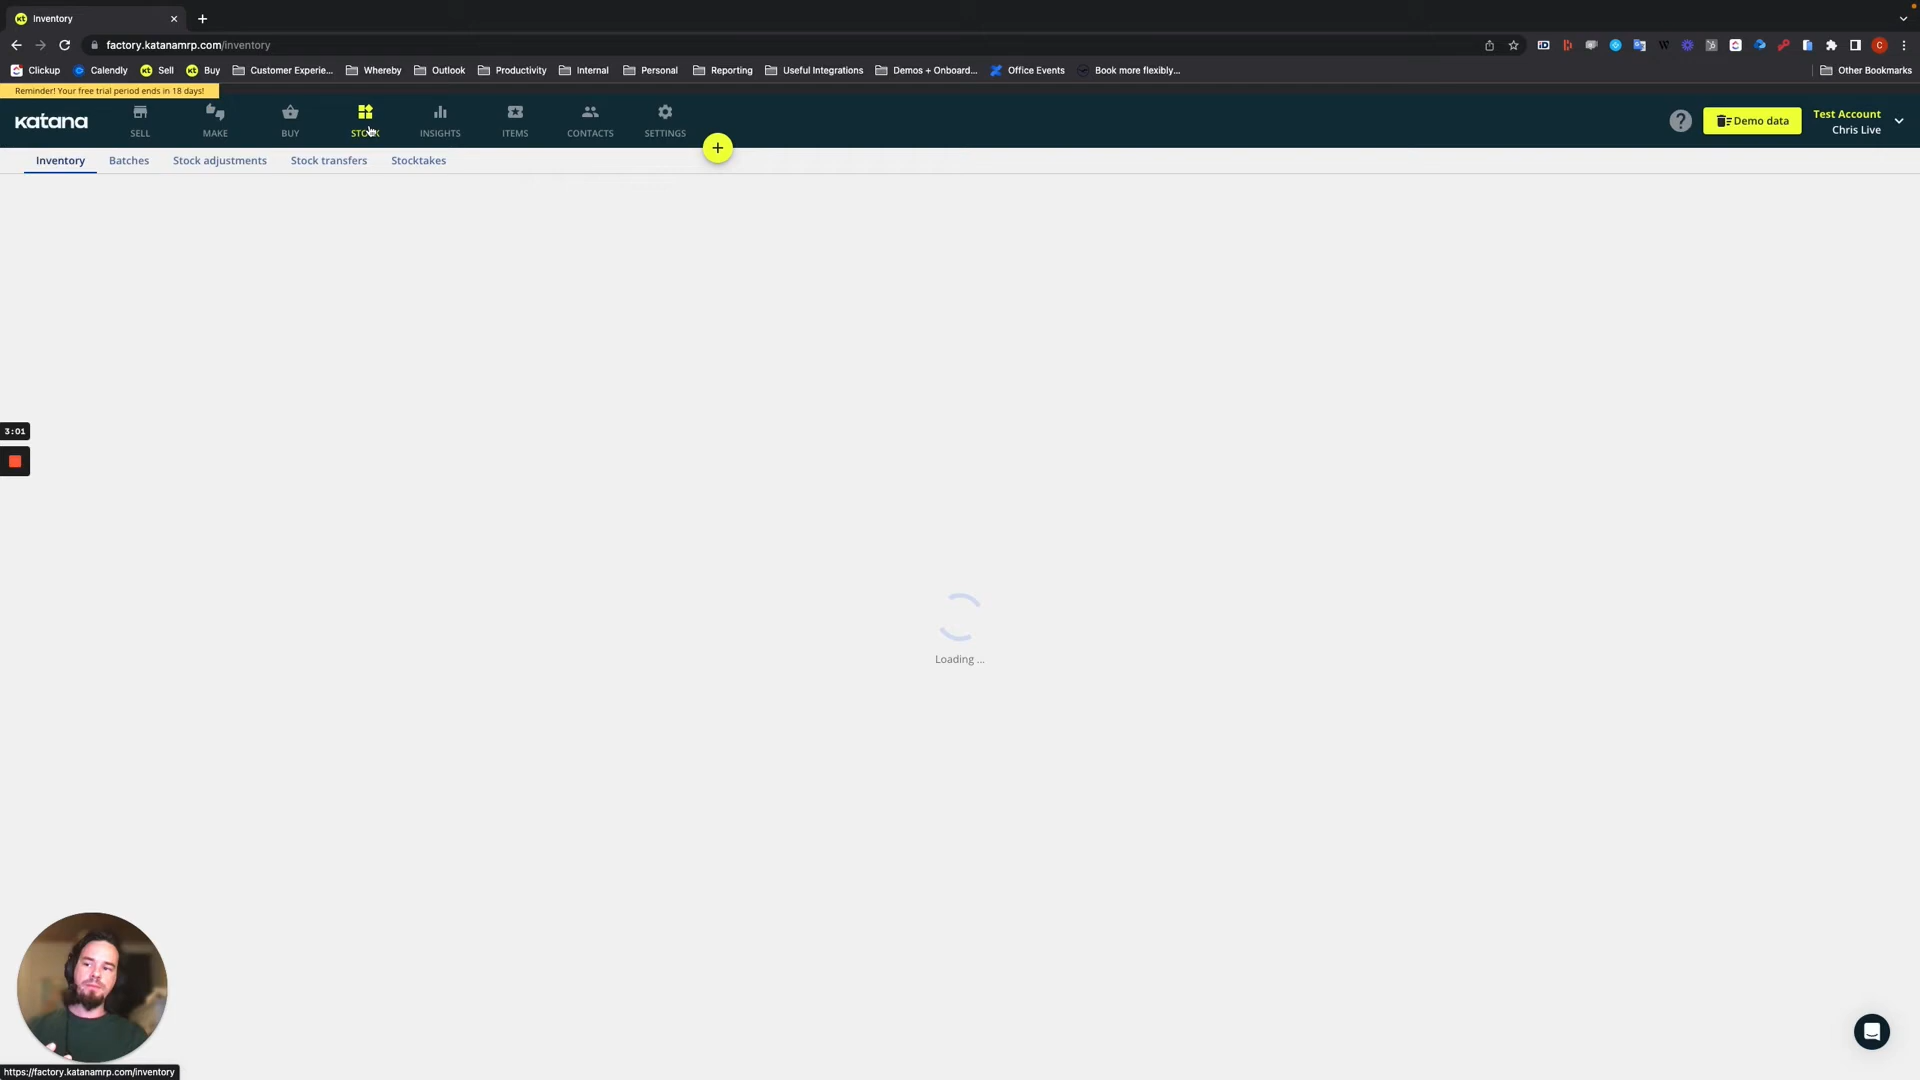 Inventory
factory.katanamrp.com/inventory
Clickup Calendly Sell Buy Customer Experie... Whereby Outlook Productivity Internal Personal Reporting Useful Integrations Demos + Onboard... Office Events Book more flexibly... Other Bookmarks
Reminder! Your free trial period ends in 18 days!
katana SELL MAKE BUY STOCK INSIGHTS ITEMS CONTACTS SETTINGS
+
? Demo data
Test Account
Chris Live
Inventory Batches Stock adjustments Stock transfers Stocktakes
3:01
Loading ...
https://factory.katanamrp.com/inventory